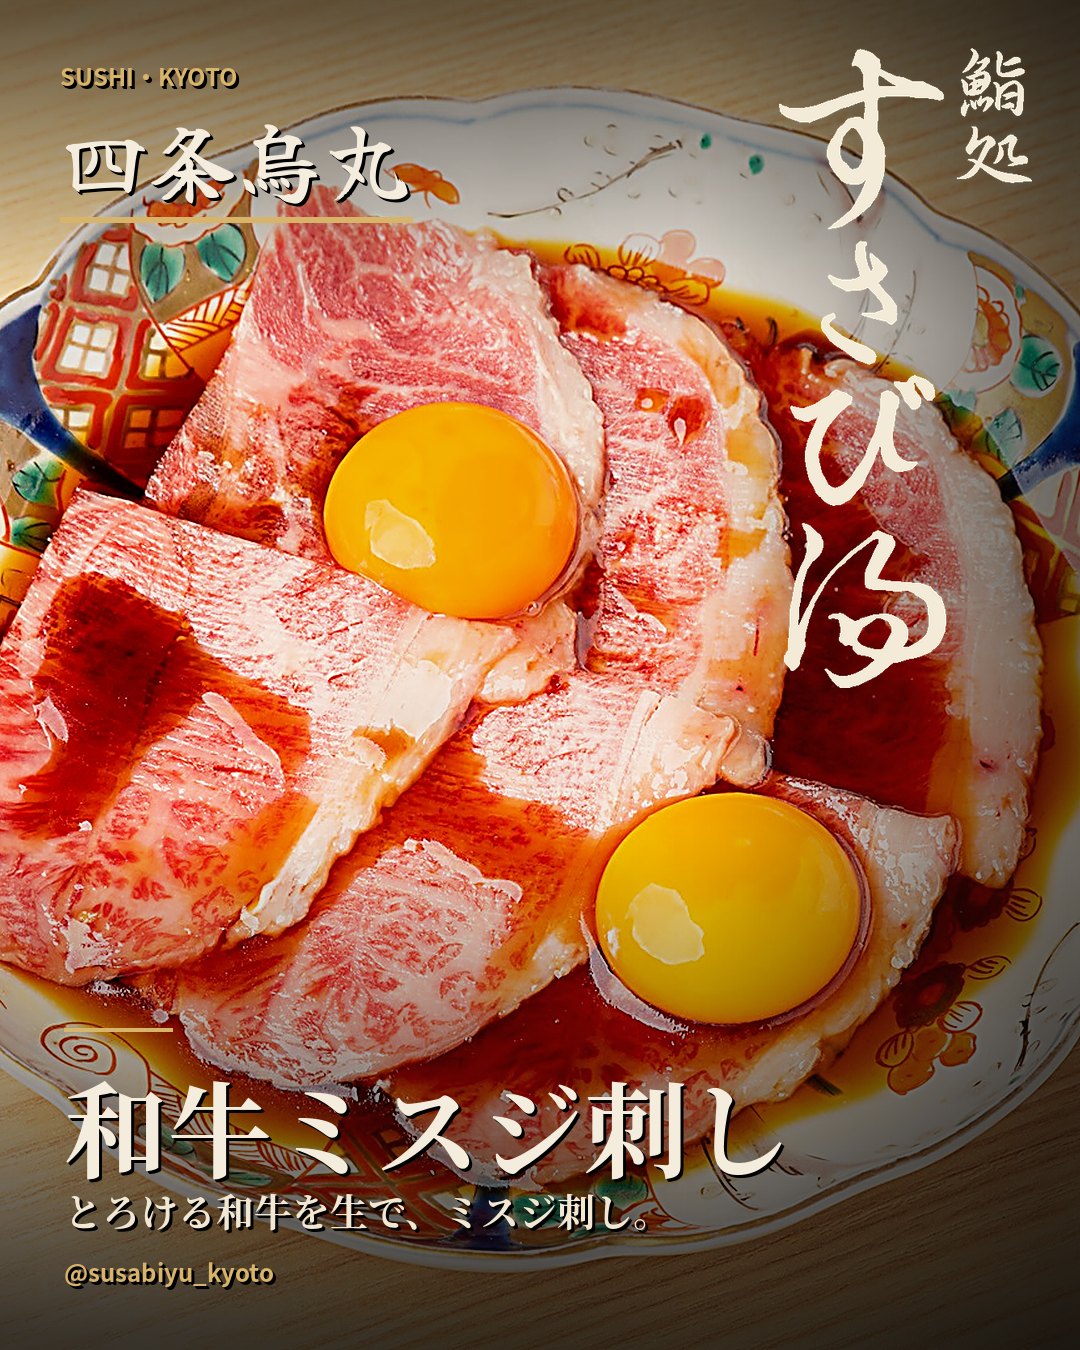 SUSHI・KYOTO
四条烏丸
鮨処
すさび湯
和牛ミスジ刺し
とろける和牛を生で、ミスジ刺し。
@susabiyu_kyoto